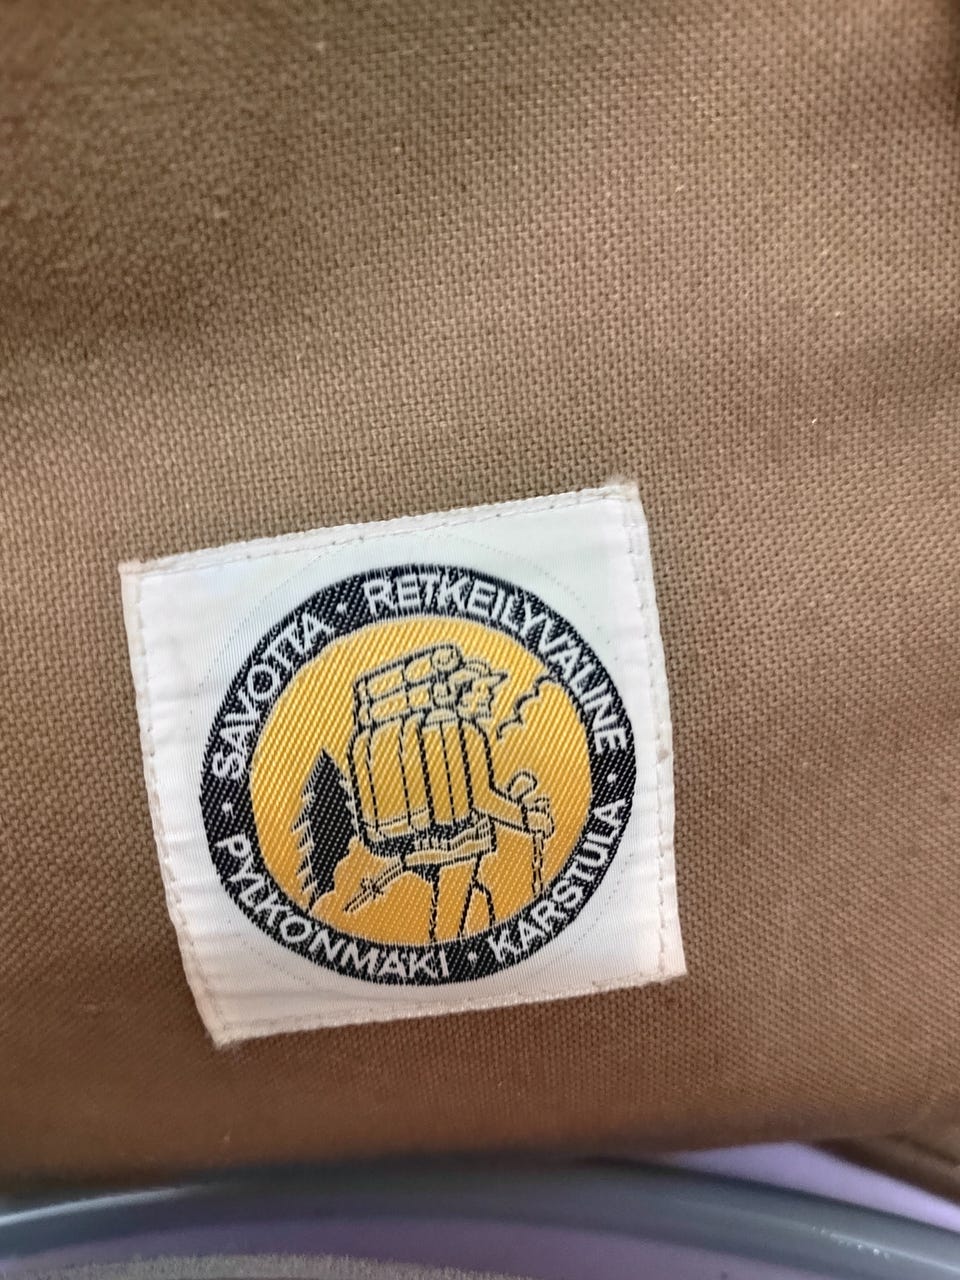 SAVOTTA · RETKEILYVÄLINE ·
PYLKÖNMÄKI · KARSTULA ·